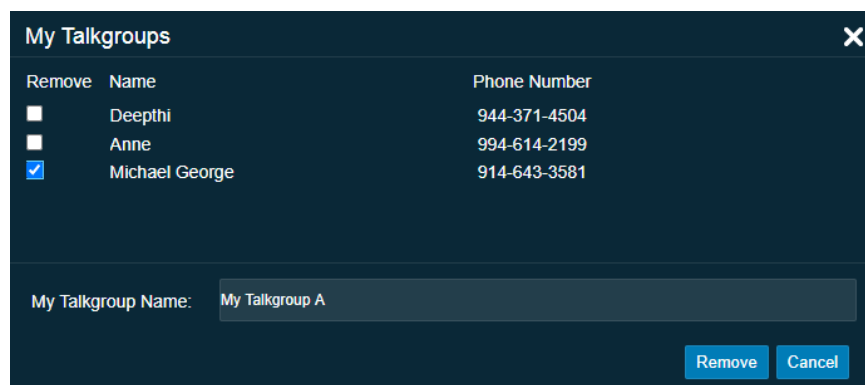 My Talkgroups
Remove Name Phone Number
Deepthi 944-371-4504
Anne 994-614-2199
Michael George 914-643-3581
My Talkgroup Name: My Talkgroup A
Remove Cancel